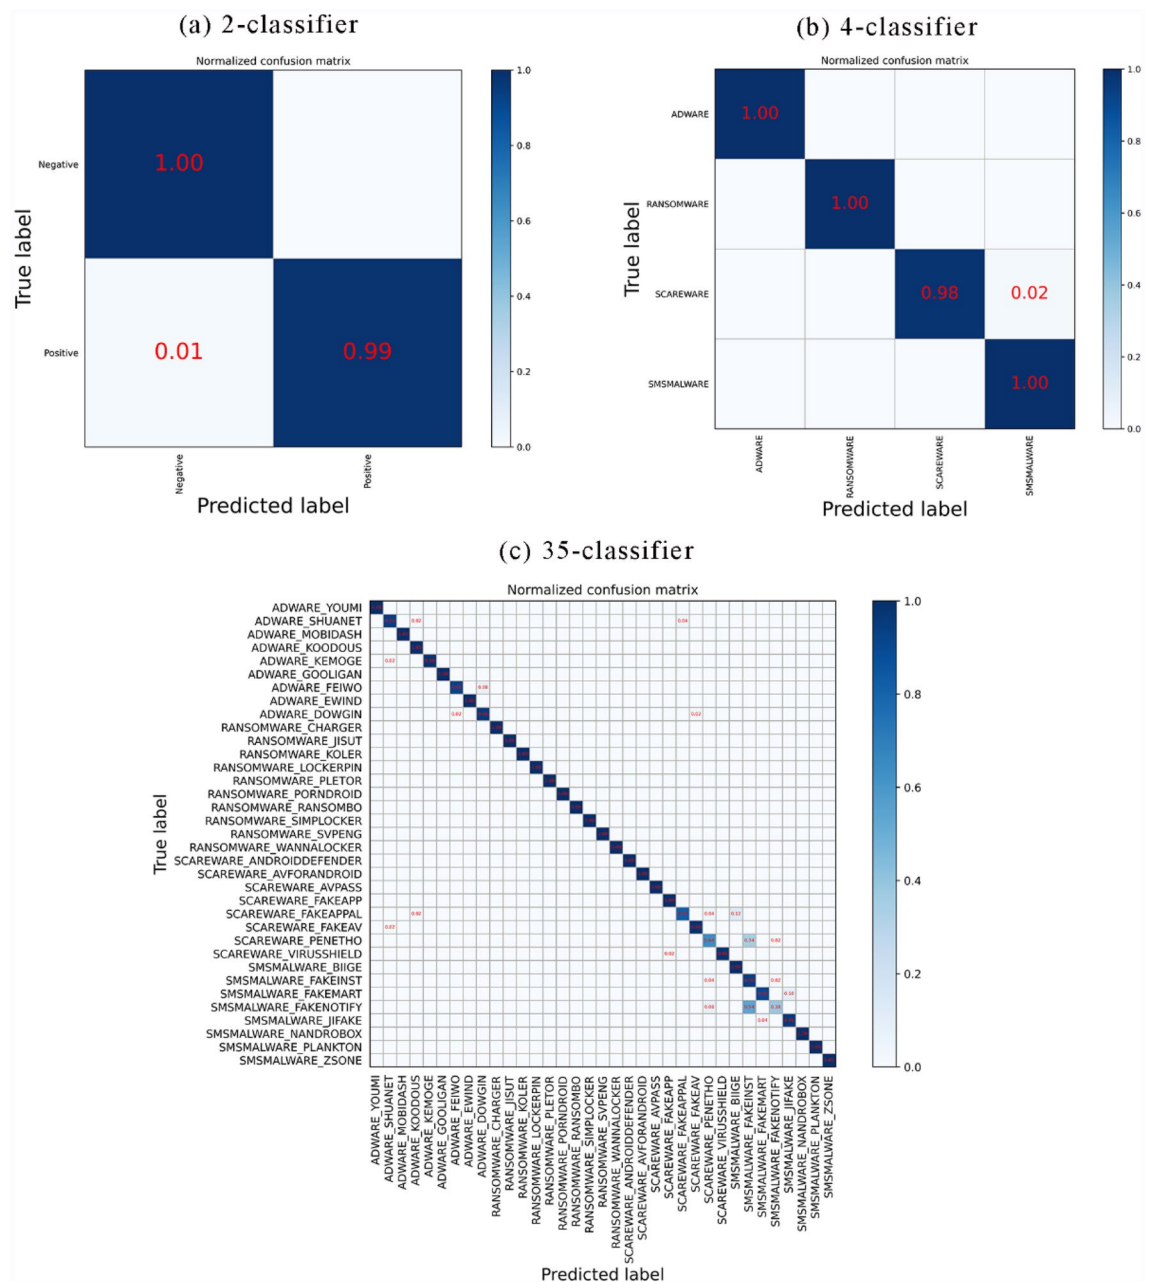 (a) 2-classifier
Normalized confusion matrix
True label
Negative
1.00
Positive
0.01 0.99
Negative
Positive
Predicted label
1.0
0.8
0.6
0.4
0.2
0.0
(b) 4-classifier
Normalized confusion matrix
True label
ADWARE
1.00
RANSOMWARE
1.00
SCAREWARE
0.98 0.02
SMSMALWARE
1.00
ADWARE
RANSOMWARE
SCAREWARE
SMSMALWARE
Predicted label
1.0
0.8
0.6
0.4
0.2
0.0
(c) 35-classifier
Normalized confusion matrix
True label
ADWARE_YOUMI
ADWARE_SHUANET
ADWARE_MOBIDASH
ADWARE_KOODOUS
ADWARE_KEMOGE
ADWARE_GOOLIGAN
ADWARE_FEIWO
ADWARE_EWIND
ADWARE_DOWGIN
RANSOMWARE_CHARGER
RANSOMWARE_JISUT
RANSOMWARE_KOLER
RANSOMWARE_LOCKERPIN
RANSOMWARE_PLETOR
RANSOMWARE_PORNDROID
RANSOMWARE_RANSOMBO
RANSOMWARE_SIMPLOCKER
RANSOMWARE_SVPENG
RANSOMWARE_WANNALOCKER
SCAREWARE_ANDROIDDEFENDER
SCAREWARE_AVFORANDROID
SCAREWARE_AVPASS
SCAREWARE_FAKEAPP
SCAREWARE_FAKEAPPAL
SCAREWARE_FAKEAV
SCAREWARE_PENETHO
SCAREWARE_VIRUSSHIELD
SMSMALWARE_BIIGE
SMSMALWARE_FAKEINST
SMSMALWARE_FAKEMART
SMSMALWARE_FAKENOTIFY
SMSMALWARE_JIFAKE
SMSMALWARE_NANDROBOX
SMSMALWARE_PLANKTON
SMSMALWARE_ZSONE
ADWARE_YOUMI
ADWARE_SHUANET
ADWARE_MOBIDASH
ADWARE_KOODOUS
ADWARE_KEMOGE
ADWARE_GOOLIGAN
ADWARE_FEIWO
ADWARE_EWIND
ADWARE_DOWGIN
RANSOMWARE_CHARGER
RANSOMWARE_JISUT
RANSOMWARE_KOLER
RANSOMWARE_LOCKERPIN
RANSOMWARE_PLETOR
RANSOMWARE_PORNDROID
RANSOMWARE_RANSOMBO
RANSOMWARE_SIMPLOCKER
RANSOMWARE_SVPENG
RANSOMWARE_WANNALOCKER
SCAREWARE_ANDROIDDEFENDER
SCAREWARE_AVFORANDROID
SCAREWARE_AVPASS
SCAREWARE_FAKEAPP
SCAREWARE_FAKEAPPAL
SCAREWARE_FAKEAV
SCAREWARE_PENETHO
SCAREWARE_VIRUSSHIELD
SMSMALWARE_BIIGE
SMSMALWARE_FAKEINST
SMSMALWARE_FAKEMART
SMSMALWARE_FAKENOTIFY
SMSMALWARE_JIFAKE
SMSMALWARE_NANDROBOX
SMSMALWARE_PLANKTON
SMSMALWARE_ZSONE
Predicted label
1.0
0.8
0.6
0.4
0.2
0.0